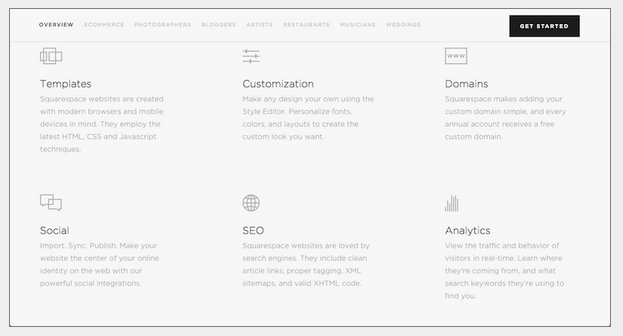 OVERVIEW ECOMMERCE PHOTOGRAPHERS BLOGGERS ARTISTS RESTAURANTS MUSICIANS WEDDINGS GET STARTED
Templates
Squarespace websites are created
with modern browsers and mobile
devices in mind. They employ the
latest HTML, CSS and Javascript
techniques.
Customization
Make any design your own using the
Style Editor. Personalize fonts,
colors, and layouts to create the
custom look you want.
WWW
Domains
Squarespace makes adding your
custom domain simple, and every
annual account receives a free
custom domain.
Social
Import. Sync. Publish. Make your
website the center of your online
identity on the web with our
powerful social integrations.
SEO
Squarespace websites are loved by
search engines. They include clean
article links, proper tagging, XML
sitemaps, and valid XHTML code.
Analytics
View the traffic and behavior of
visitors in real-time. Learn where
they're coming from, and what
search keywords they're using to
find you.